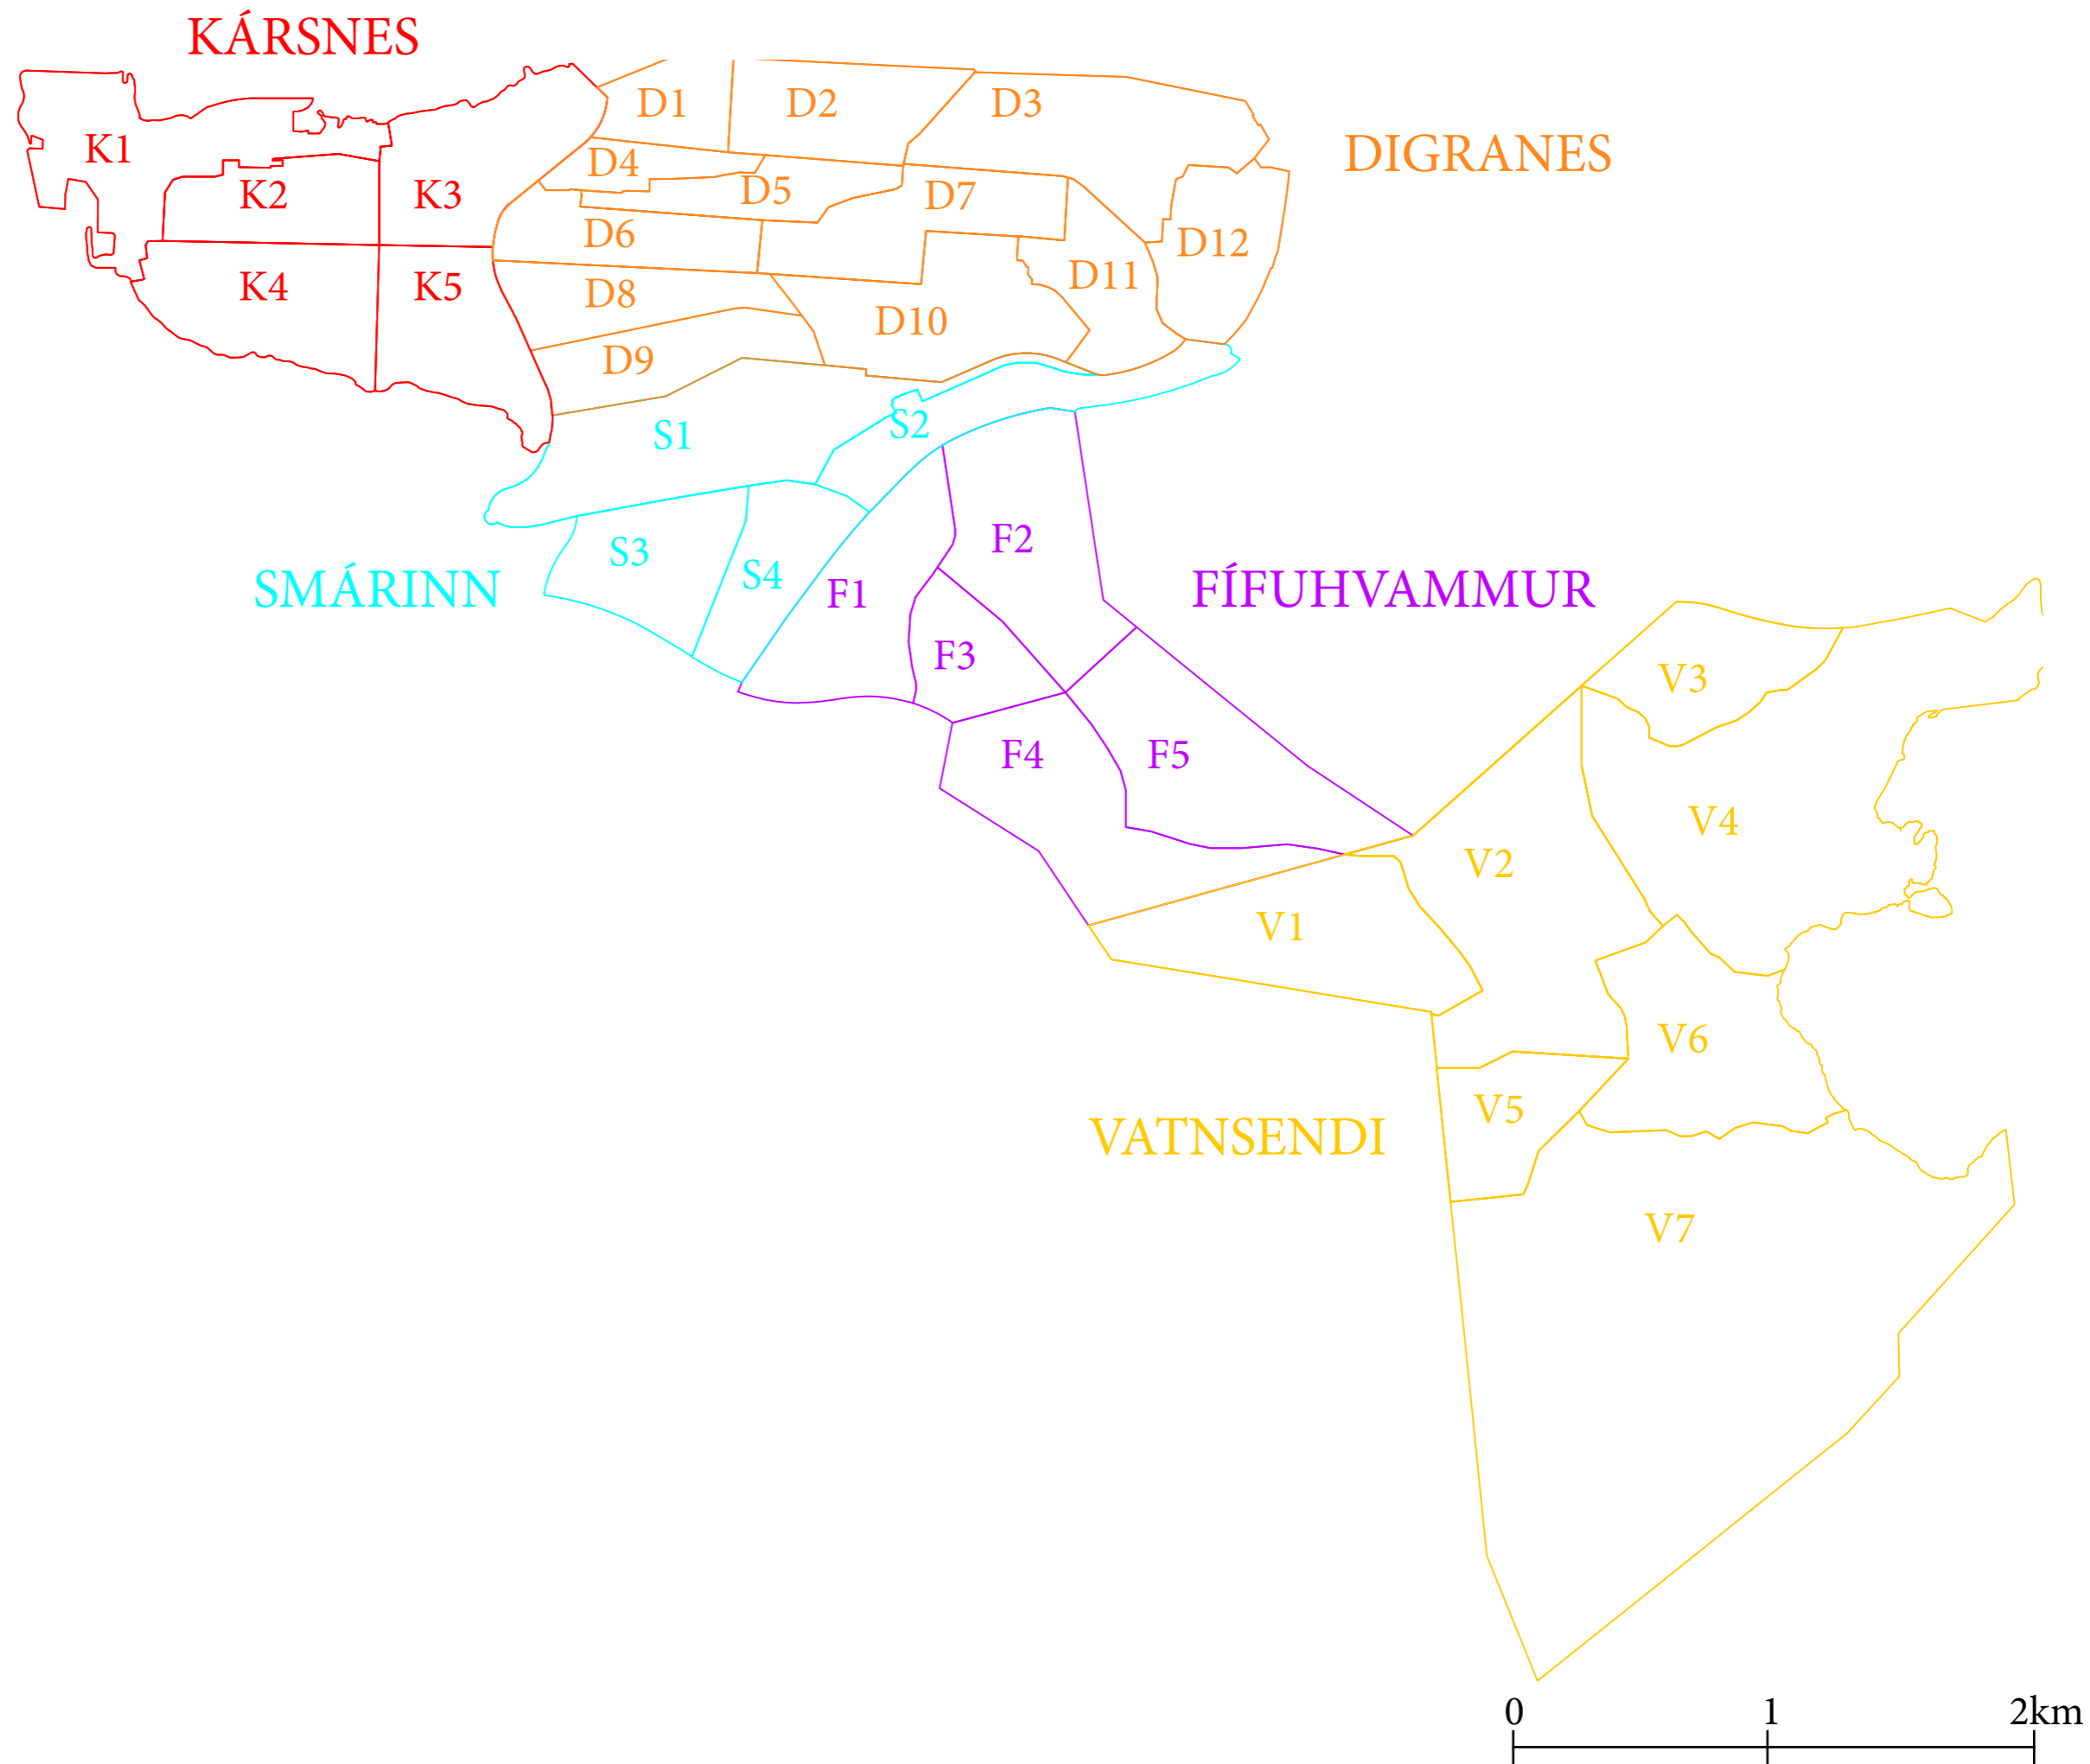 KÁRSNES
K1
K2
K3
K4
K5
DIGRANES
D1
D2
D3
D4
D5
D6
D7
D8
D9
D10
D11
D12
SMÁRINN
S1
S2
S3
S4
FÍFUHVAMMUR
F1
F2
F3
F4
F5
VATNSENDI
V1
V2
V3
V4
V5
V6
V7
0 1 2km